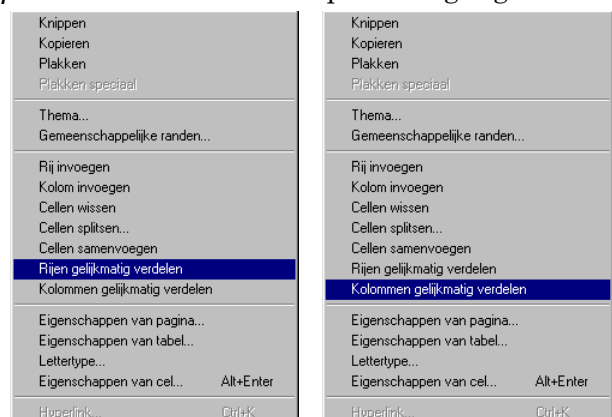 Knippen
Kopieren
Plakken
Plakken speciaal
Thema...
Gemeenschappelijke randen...
Rij invoegen
Kolom invoegen
Cellen wissen
Cellen splitsen...
Cellen samenvoegen
Rijen gelijkmatig verdelen
Kolommen gelijkmatig verdelen
Eigenschappen van pagina...
Eigenschappen van tabel...
Lettertype...
Eigenschappen van cel... Alt+Enter
Hyperlink... Ctrl+K
Knippen
Kopieren
Plakken
Plakken speciaal
Thema...
Gemeenschappelijke randen...
Rij invoegen
Kolom invoegen
Cellen wissen
Cellen splitsen...
Cellen samenvoegen
Rijen gelijkmatig verdelen
Kolommen gelijkmatig verdelen
Eigenschappen van pagina...
Eigenschappen van tabel...
Lettertype...
Eigenschappen van cel... Alt+Enter
Hyperlink... Ctrl+K